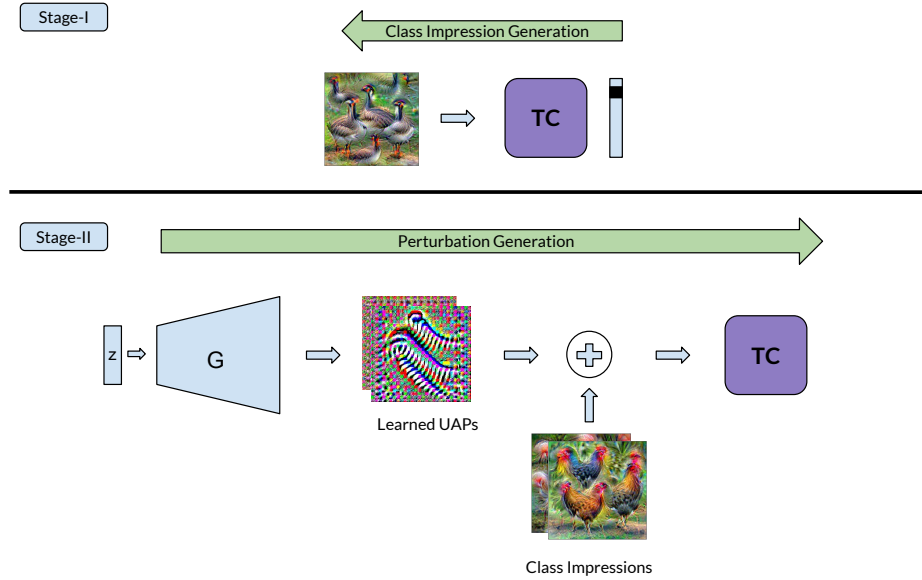 Stage-I
Class Impression Generation
TC
Stage-II
Perturbation Generation
z
G
TC
Learned UAPs
Class Impressions